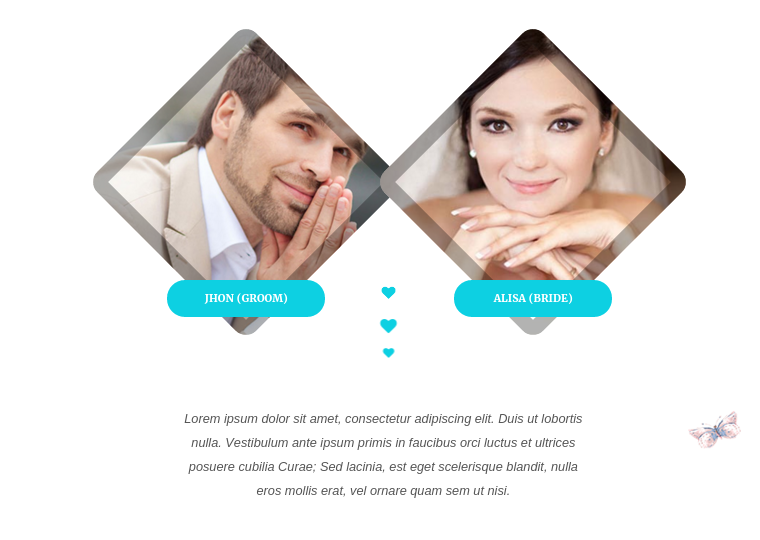 JHON (GROOM)
ALISA (BRIDE)
Lorem ipsum dolor sit amet, consectetur adipiscing elit. Duis ut lobortis
nulla. Vestibulum ante ipsum primis in faucibus orci luctus et ultrices
posuere cubilia Curae; Sed lacinia, est eget scelerisque blandit, nulla
eros mollis erat, vel ornare quam sem ut nisi.